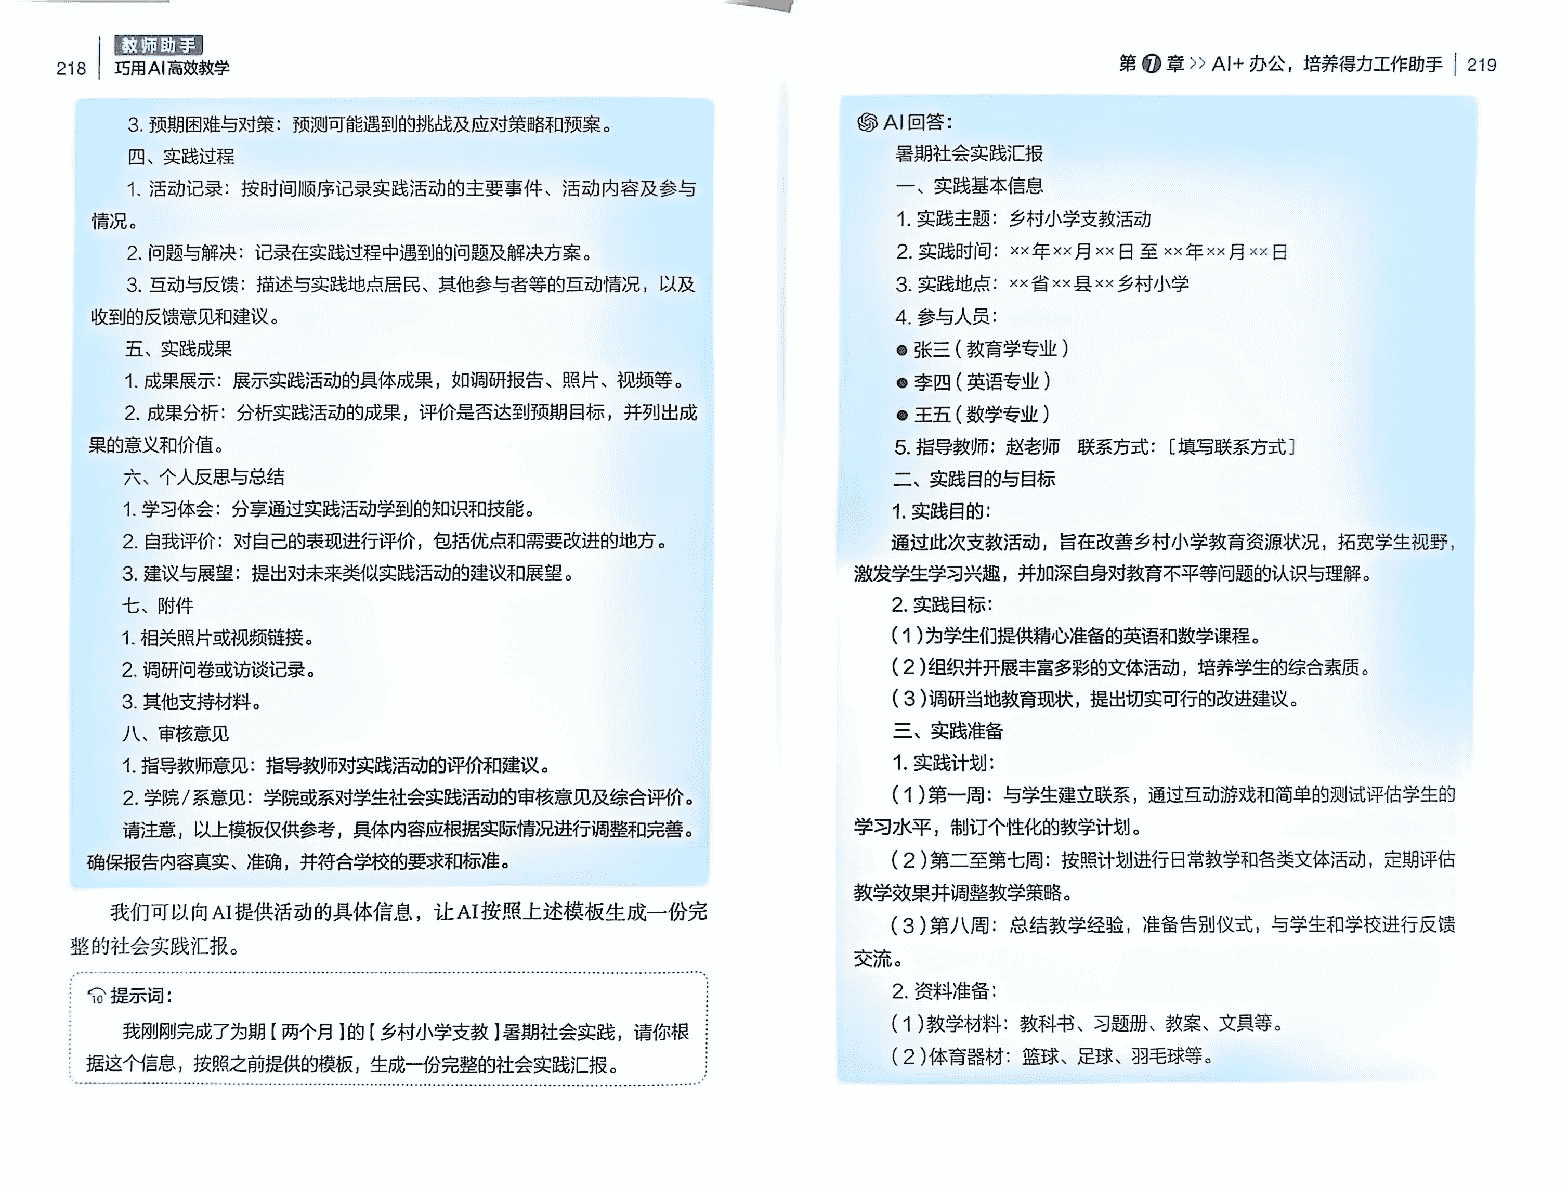 218
教师助手
巧用AI高效教学
3. 预期困难与对策：预测可能遇到的挑战及应对策略和预案。
四、实践过程
1. 活动记录：按时间顺序记录实践活动的主要事件、活动内容及参与
情况。
2. 问题与解决：记录在实践过程中遇到的问题及解决方案。
3. 互动与反馈：描述与实践地点居民、其他参与者等的互动情况，以及
收到的反馈意见和建议。
五、实践成果
1. 成果展示：展示实践活动的具体成果，如调研报告、照片、视频等。
2. 成果分析：分析实践活动的成果，评价是否达到预期目标，并列出成
果的意义和价值。
六、个人反思与总结
1. 学习体会：分享通过实践活动学到的知识和技能。
2. 自我评价：对自己的表现进行评价，包括优点和需要改进的地方。
3. 建议与展望：提出对未来类似实践活动的建议和展望。
七、附件
1. 相关照片或视频链接。
2. 调研问卷或访谈记录。
3. 其他支持材料。
八、审核意见
1. 指导教师意见：指导教师对实践活动的评价和建议。
2. 学院/系意见：学院或系对学生社会实践活动的审核意见及综合评价。
请注意，以上模板仅供参考，具体内容应根据实际情况进行调整和完善。
确保报告内容真实、准确，并符合学校的要求和标准。
我们可以向AI提供活动的具体信息，让AI按照上述模板生成一份完
整的社会实践汇报。
提示词：
我刚刚完成了为期【两个月】的【乡村小学支教】暑期社会实践，请你根
据这个信息，按照之前提供的模板，生成一份完整的社会实践汇报。
第7章 >> AI+办公，培养得力工作助手 219
AI回答：
暑期社会实践汇报
一、实践基本信息
1. 实践主题：乡村小学支教活动
2. 实践时间：××年××月××日 至 ××年××月××日
3. 实践地点：××省××县××乡村小学
4. 参与人员：
● 张三（教育学专业）
● 李四（英语专业）
● 王五（数学专业）
5. 指导教师：赵老师 联系方式：［填写联系方式］
二、实践目的与目标
1. 实践目的：
通过此次支教活动，旨在改善乡村小学教育资源状况，拓宽学生视野，
激发学生学习兴趣，并加深自身对教育不平等问题的认识与理解。
2. 实践目标：
（1）为学生们提供精心准备的英语和数学课程。
（2）组织并开展丰富多彩的文体活动，培养学生的综合素质。
（3）调研当地教育现状，提出切实可行的改进建议。
三、实践准备
1. 实践计划：
（1）第一周：与学生建立联系，通过互动游戏和简单的测试评估学生的
学习水平，制订个性化的教学计划。
（2）第二至第七周：按照计划进行日常教学和各类文体活动，定期评估
教学效果并调整教学策略。
（3）第八周：总结教学经验，准备告别仪式，与学生和学校进行反馈
交流。
2. 资料准备：
（1）教学材料：教科书、习题册、教案、文具等。
（2）体育器材：篮球、足球、羽毛球等。